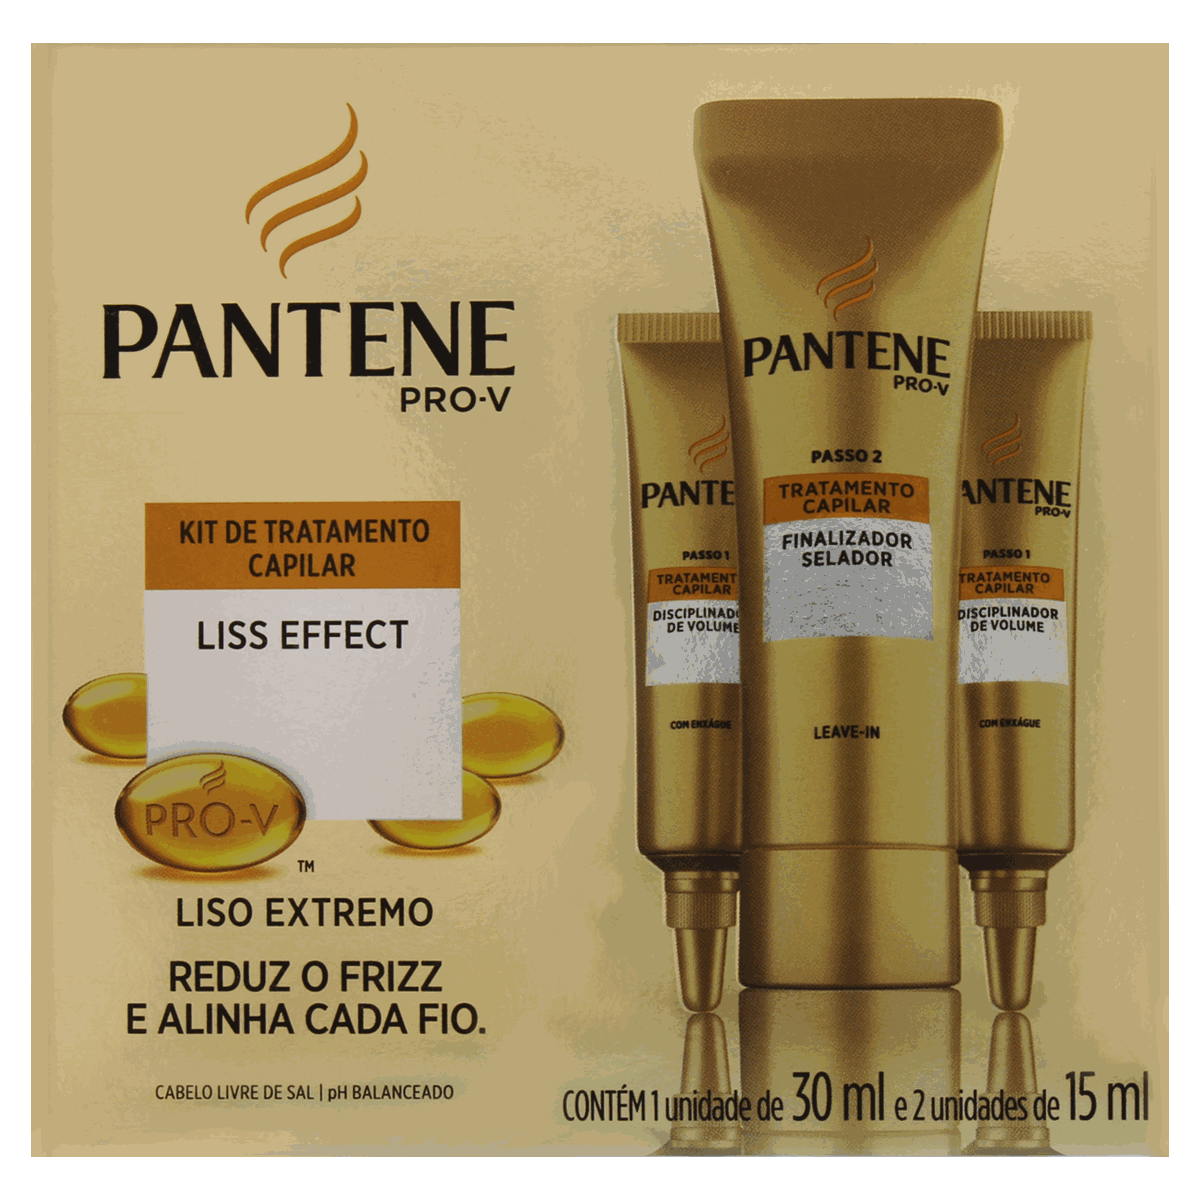 PANTENE
PRO-V
KIT DE TRATAMENTO
CAPILAR
LISS EFFECT
PRO-V
TM
LISO EXTREMO
REDUZ O FRIZZ
E ALINHA CADA FIO.
CABELO LIVRE DE SAL | pH BALANCEADO
PANTENE
PRO-V
PASSO 2
TRATAMENTO
CAPILAR
FINALIZADOR
SELADOR
LEAVE-IN
PANTE
PASSO 1
TRATAMENT
CAPILAR
DISCIPLINAD
DE VOLUME
COM ENXÁGUE
ANTENE
PRO-V
PASSO 1
TRATAMENTO
CAPILAR
DISCIPLINADOR
DE VOLUME
COM ENXÁGUE
CONTÉM 1 unidade de 30 ml e 2 unidades de 15 ml